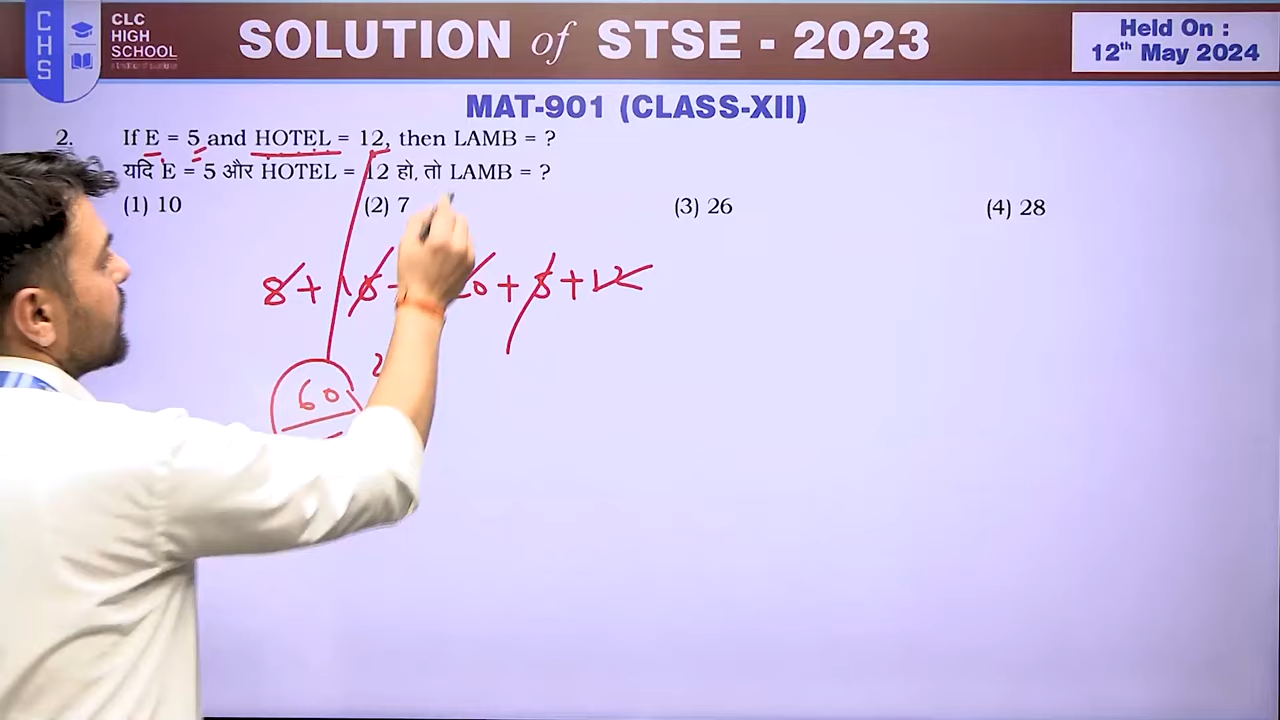 CHS
CLC
HIGH
SCHOOL
SOLUTION of STSE - 2023
Held On :
12th May 2024
MAT-901 (CLASS-XII)
2. If E = 5 and HOTEL = 12, then LAMB = ?
यदि E = 5 और HOTEL = 12 हो, तो LAMB = ?
(1) 10 (2) 7 (3) 26 (4) 28
8 + 15 + + 5 + 12
60